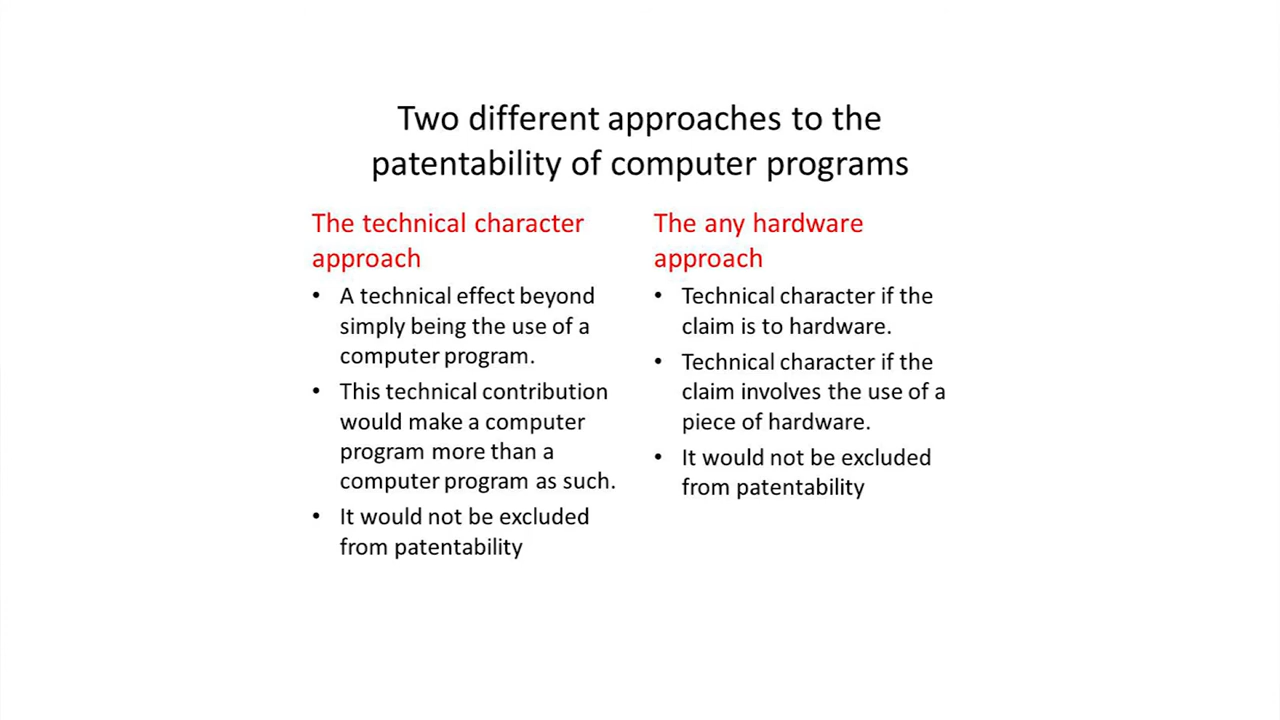 Two different approaches to the
patentability of computer programs
The technical character
approach
• A technical effect beyond
simply being the use of a
computer program.
• This technical contribution
would make a computer
program more than a
computer program as such.
• It would not be excluded
from patentability
The any hardware
approach
• Technical character if the
claim is to hardware.
• Technical character if the
claim involves the use of a
piece of hardware.
• It would not be excluded
from patentability